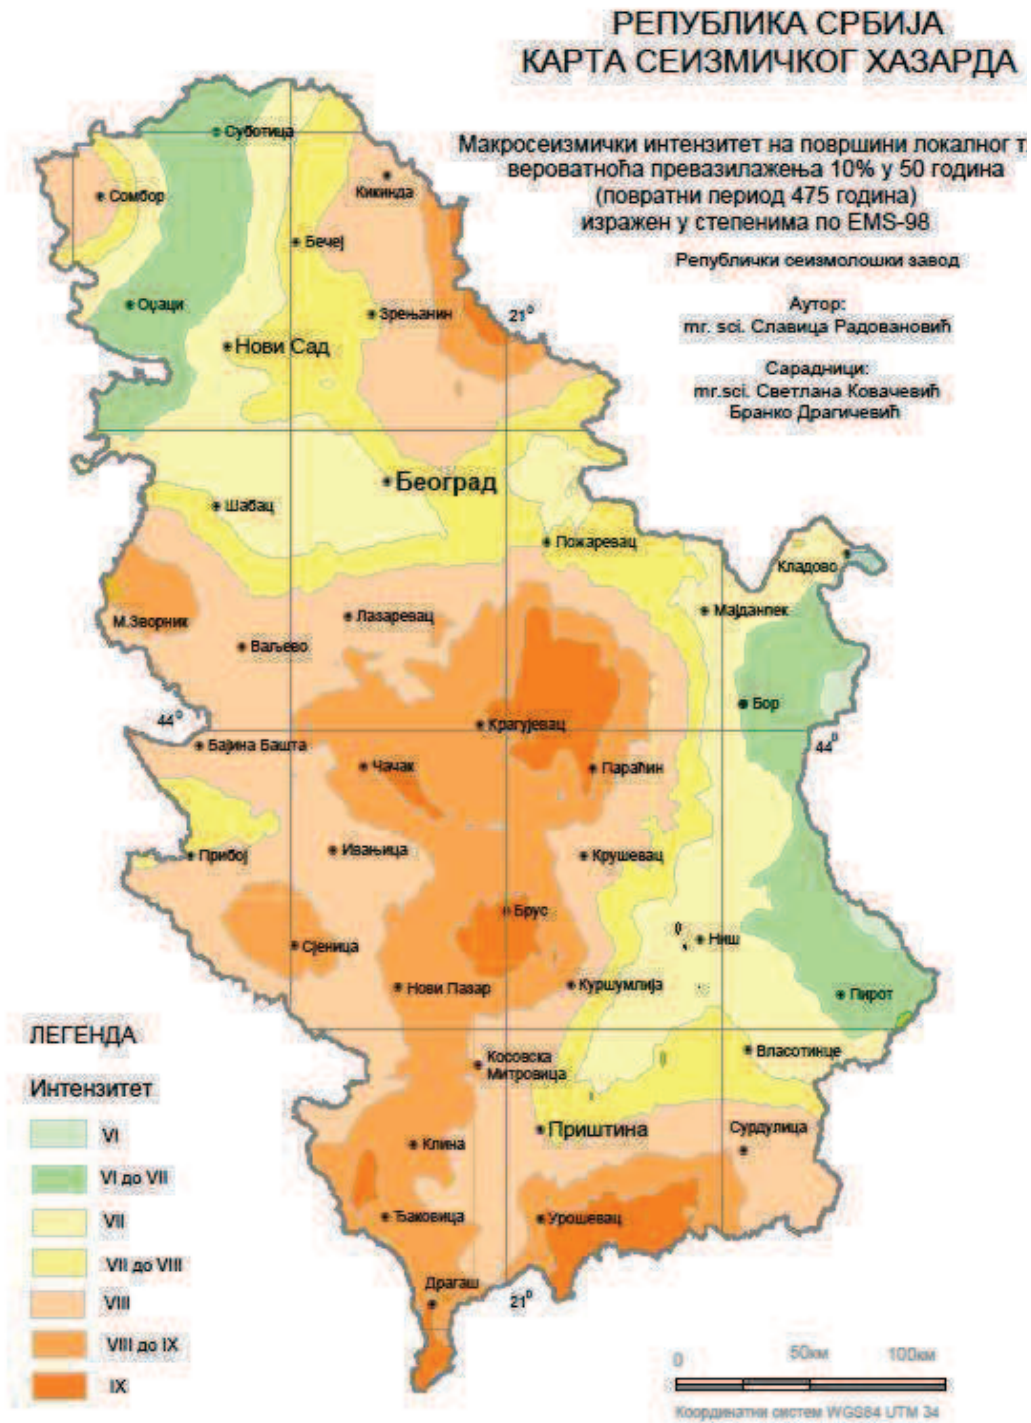 РЕПУБЛИКА СРБИЈА
КАРТА СЕИЗМИЧКОГ ХАЗАРДА
Макросеизмички интензитет на површини локалног т
вероватноћа превазилажења 10% у 50 година
(повратни период 475 година)
изражен у степенима по EMS-98
Републички сеизмолошки завод
Аутор:
mr. sci. Славица Радовановић
Сарадници:
mr.sci. Светлана Ковачевић
Бранко Драгичевић
Суботица
Сомбор
Кикинда
Бечеј
Оџаци
Зрењанин
21⁰
Нови Сад
Београд
Шабац
Пожаревац
Кладово
М.Зворник
Лазаревац
Мајданпек
Ваљево
Бор
44⁰
Крагујевац
44⁰
Бајина Башта
Чачак
Параћин
Прибој
Ивањица
Крушевац
Брус
Сјеница
Ниш
Нови Пазар
Куршумлија
Пирот
Косовска
Митровица
Власотинце
Приштина
Сурдулица
Клина
Ђаковица
Урошевац
Драгаш
21⁰
ЛЕГЕНДА
Интензитет
VI
VI до VII
VII
VII до VIII
VIII
VIII до IX
IX
0 50км 100км
Координатни систем WGS84 UTM 34